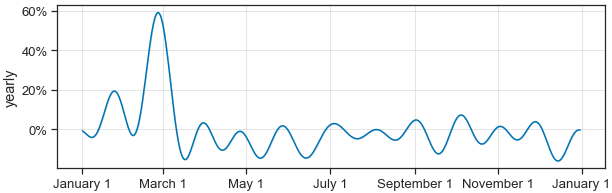 60%
40%
20%
0%
yearly
January 1
March 1
May 1
July 1
September 1
November 1
January 1